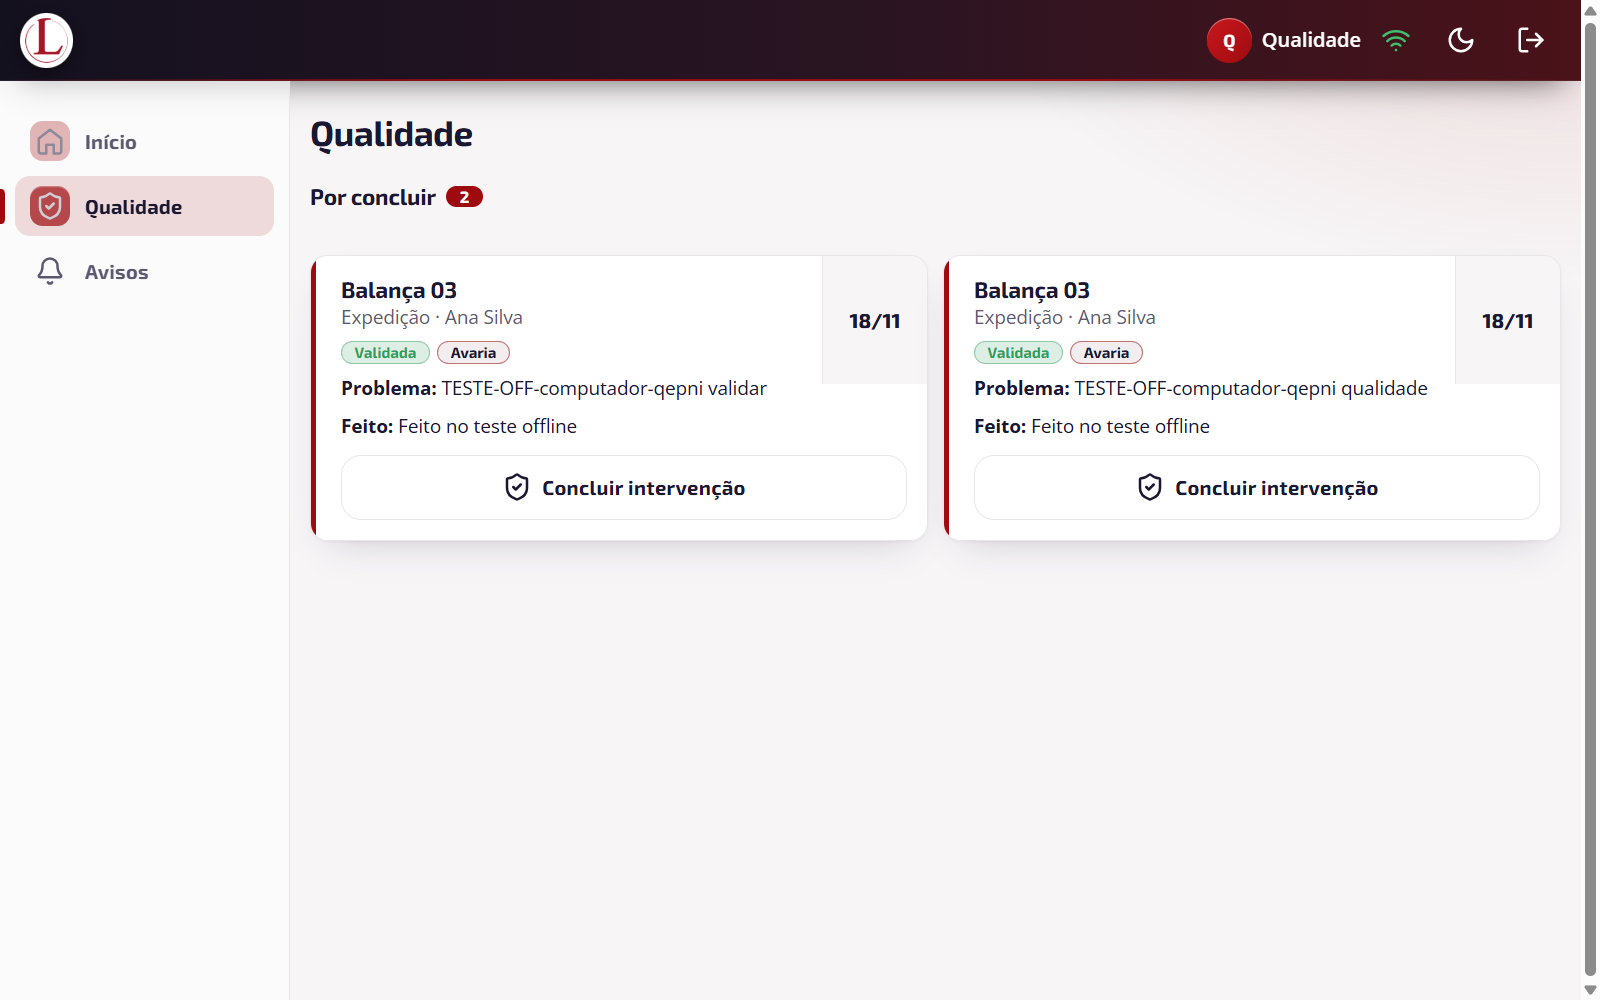 L
Q
Qualidade
Início
Qualidade
Avisos
Qualidade
Por concluir 2
Balança 03
Expedição · Ana Silva
Validada Avaria
18/11
Problema: TESTE-OFF-computador-qepni validar
Feito: Feito no teste offline
Concluir intervenção
Balança 03
Expedição · Ana Silva
Validada Avaria
18/11
Problema: TESTE-OFF-computador-qepni qualidade
Feito: Feito no teste offline
Concluir intervenção